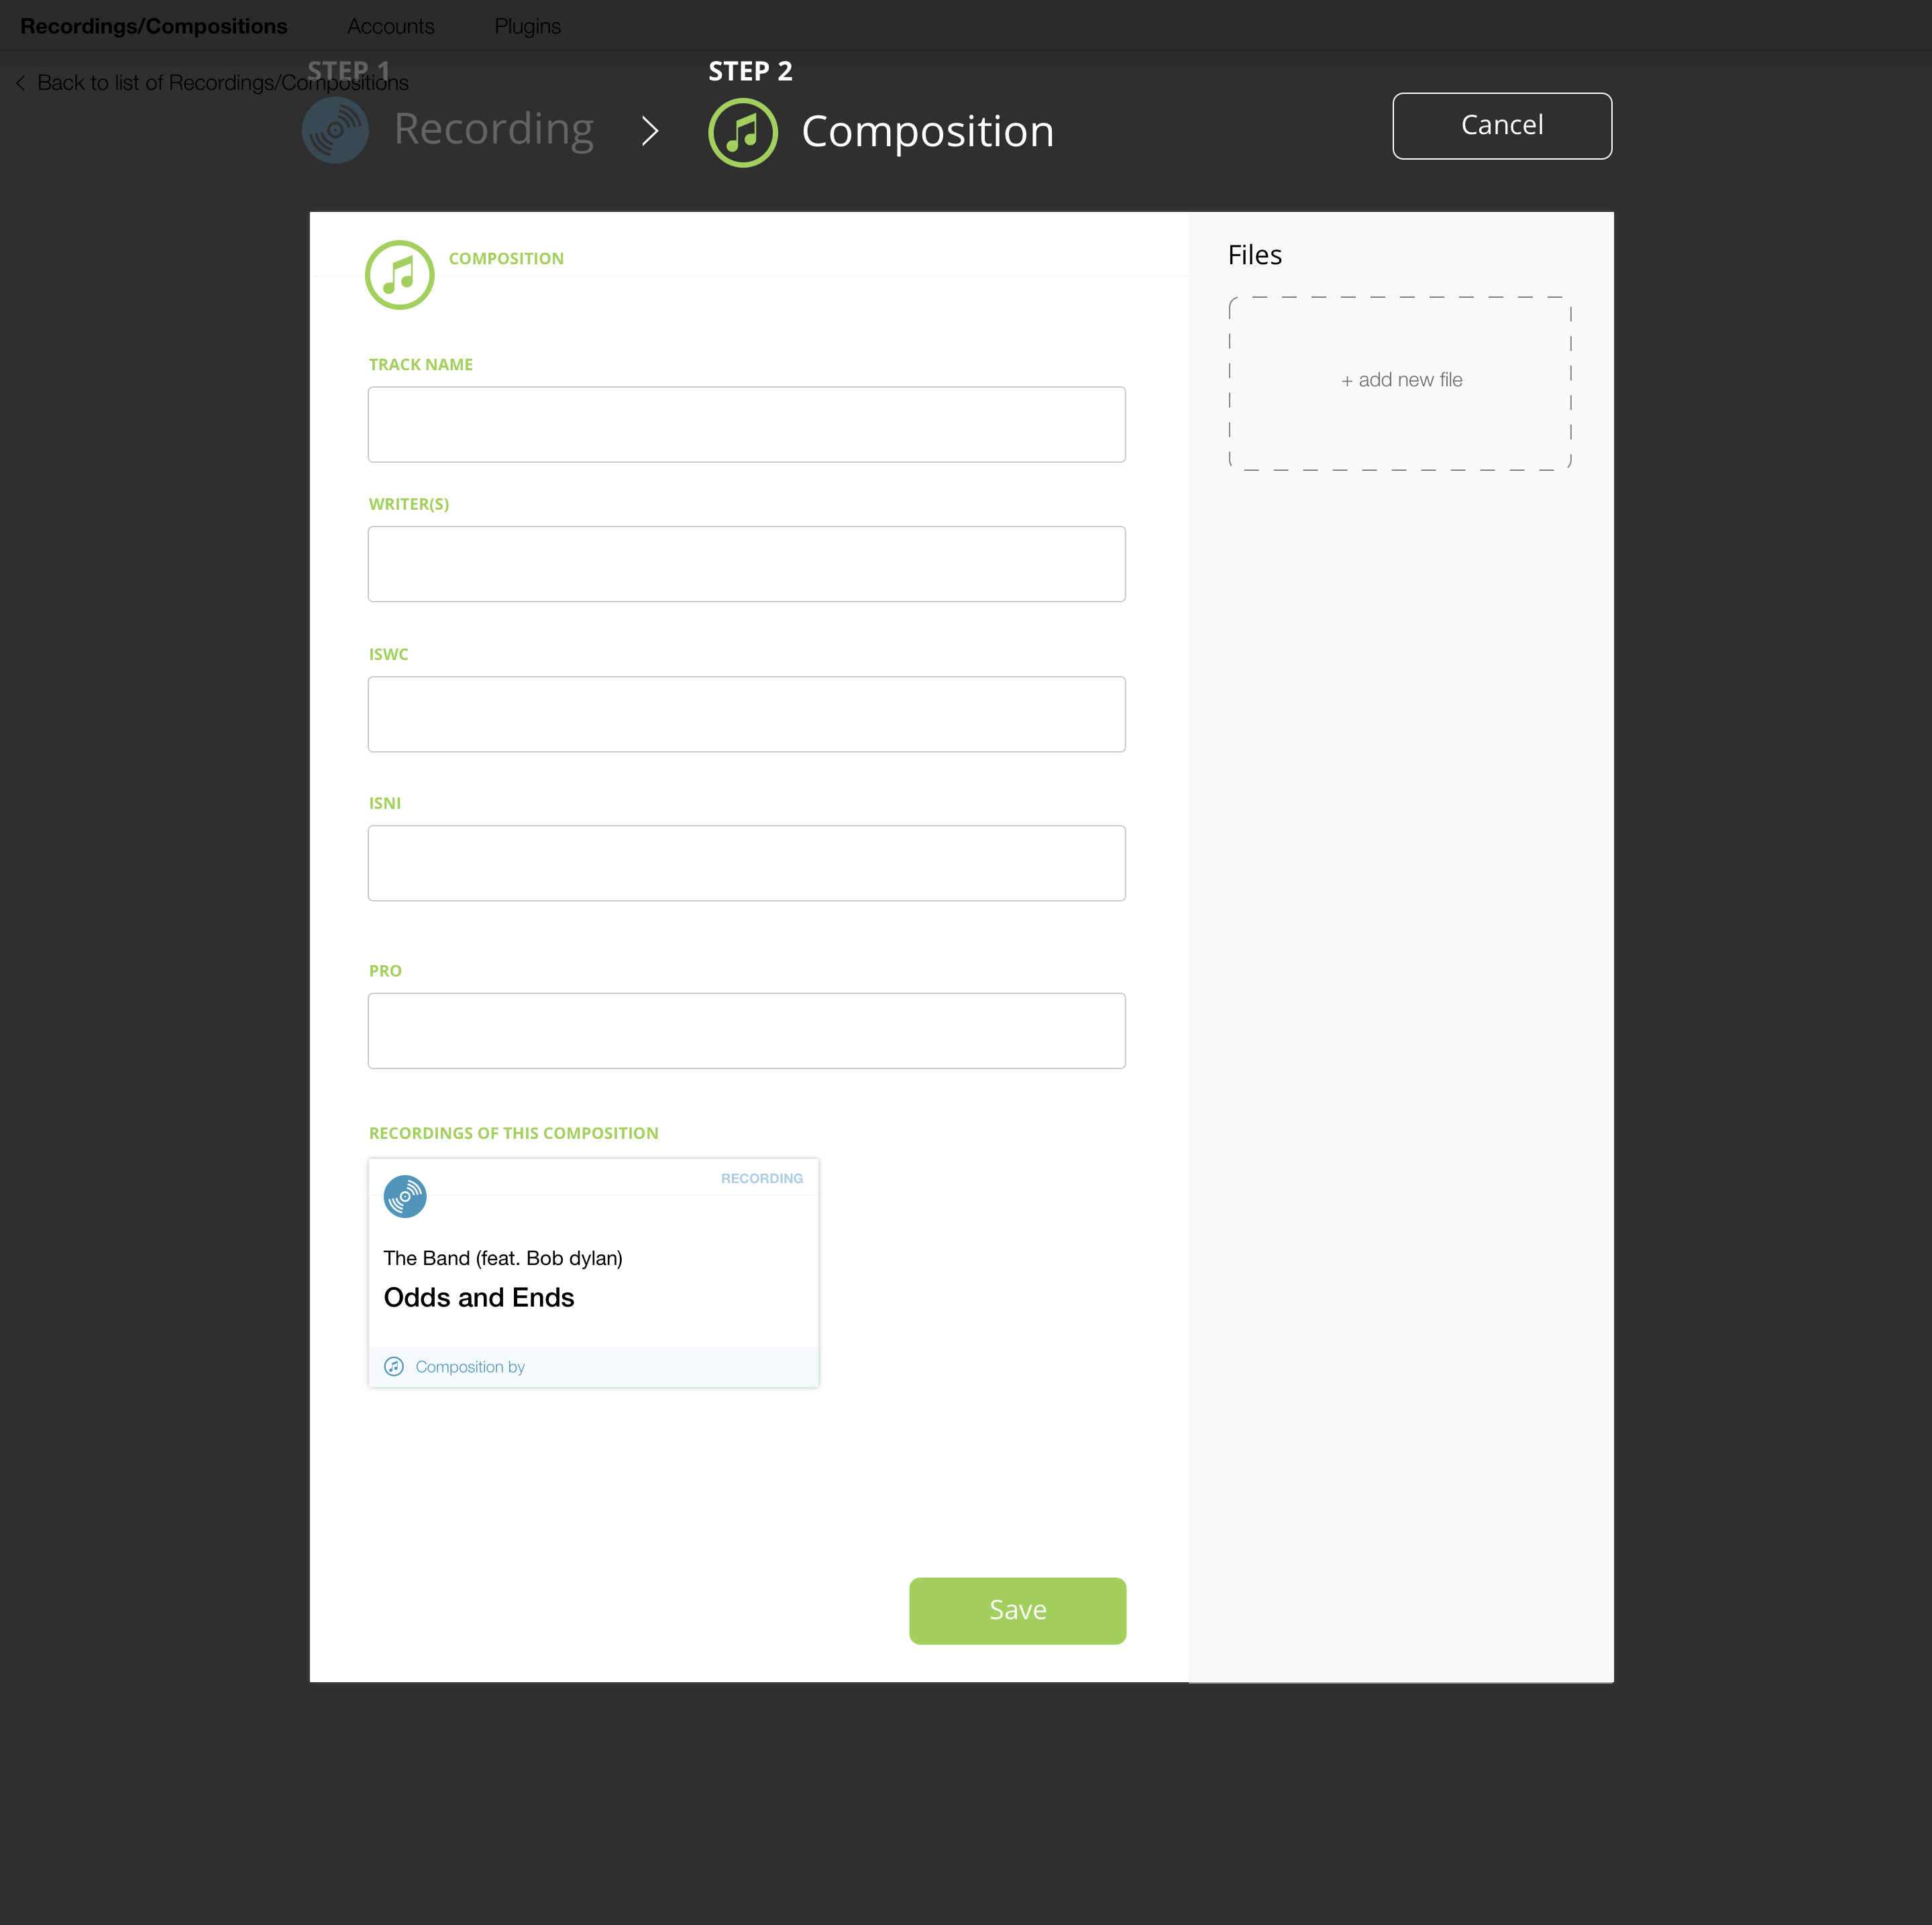 Recordings/Compositions Accounts Plugins
Back to list of Recordings/Compositions
STEP 1
Recording
STEP 2
Composition
Cancel
COMPOSITION
TRACK NAME
WRITER(S)
ISWC
ISNI
PRO
RECORDINGS OF THIS COMPOSITION
RECORDING
The Band (feat. Bob dylan)
Odds and Ends
Composition by
Save
Files
+ add new file